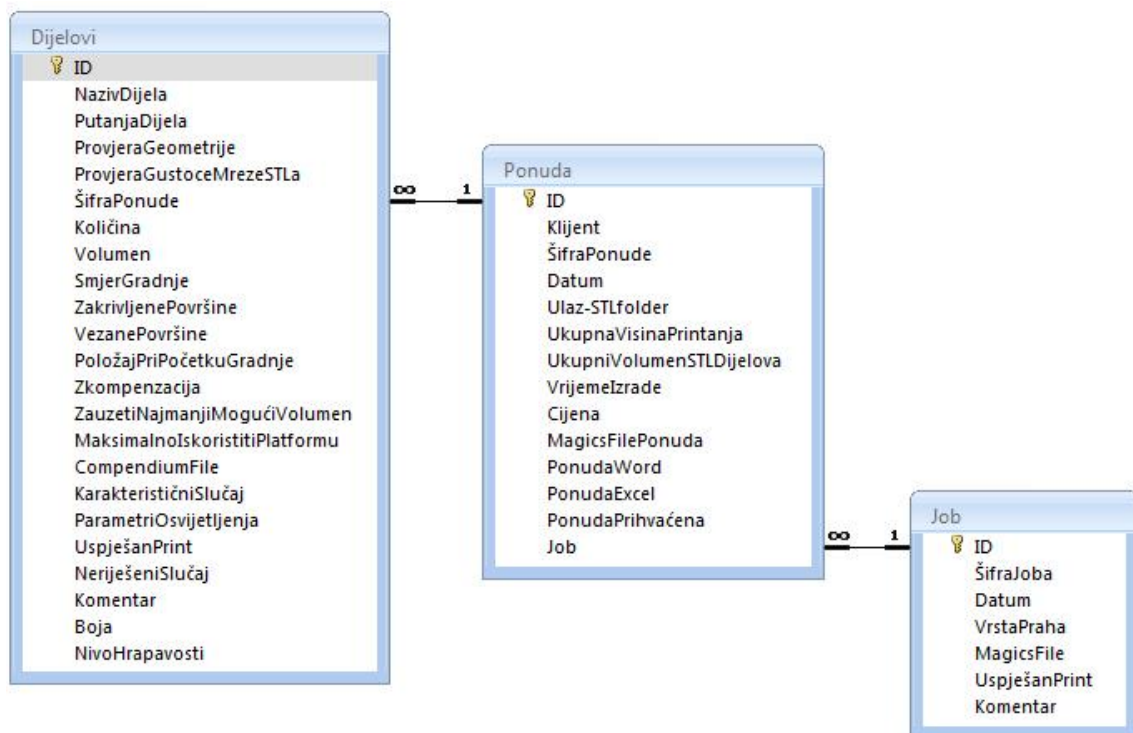 Dijelovi
ID
NazivDijela
PutanjaDijela
ProvjeraGeometrije
ProvjeraGustoceMrezeSTLa
ŠifraPonude
Količina
Volumen
SmjerGradnje
ZakrivljenePovršine
VezanePovršine
PoložajPriPočetkuGradnje
Zkompenzacija
ZauzetiNajmanjiMogućiVolumen
MaksimalnoIskoristitiPlatformu
CompendiumFile
KarakterističniSlučaj
ParametriOsvijetljenja
UspješanPrint
NeriješeniSlučaj
Komentar
Boja
NivoHrapavosti
∞ 1
Ponuda
ID
Klijent
ŠifraPonude
Datum
Ulaz-STLfolder
UkupnaVisinaPrintanja
UkupniVolumenSTLDijelova
VrijemeIzrade
Cijena
MagicsFilePonuda
PonudaWord
PonudaExcel
PonudaPrihvaćena
Job
∞ 1
Job
ID
ŠifraJoba
Datum
VrstaPraha
MagicsFile
UspješanPrint
Komentar